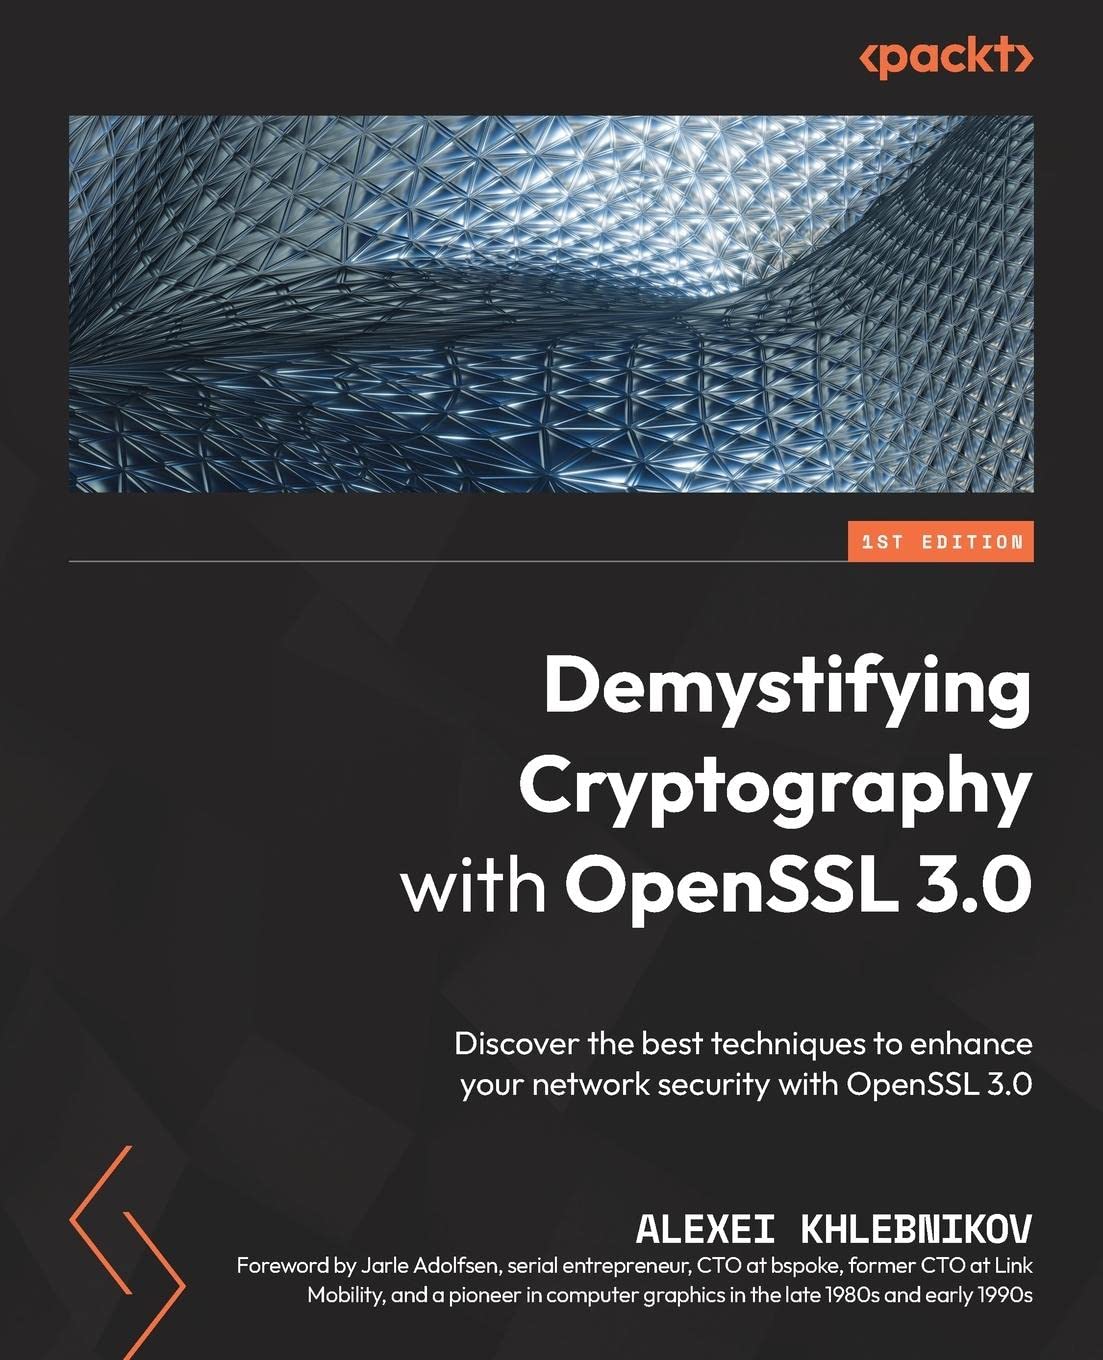 <packt>
1ST EDITION
Demystifying
Cryptography
with OpenSSL 3.0
Discover the best techniques to enhance
your network security with OpenSSL 3.0
ALEXEI KHLEBNIKOV
Foreword by Jarle Adolfsen, serial entrepreneur, CTO at bspoke, former CTO at Link
Mobility, and a pioneer in computer graphics in the late 1980s and early 1990s